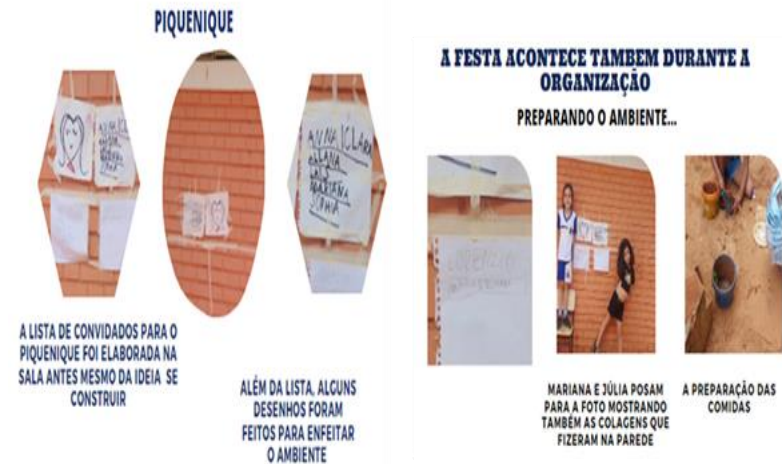 PIQUENIQUE
ANNA CLARA
LAIS
MARIANA
SOPHIA
A LISTA DE CONVIDADOS PARA O
PIQUENIQUE FOI ELABORADA NA
SALA ANTES MESMO DA IDEIA SE
CONSTRUIR
ALÉM DA LISTA, ALGUNS
DESENHOS FORAM
FEITOS PARA ENFEITAR
O AMBIENTE
A FESTA ACONTECE TAMBEM DURANTE A
ORGANIZAÇÃO
PREPARANDO O AMBIENTE...
MARIANA E JÚLIA POSAM
PARA A FOTO MOSTRANDO
TAMBÉM AS COLAGENS QUE
FIZERAM NA PAREDE
A PREPARAÇÃO DAS
COMIDAS